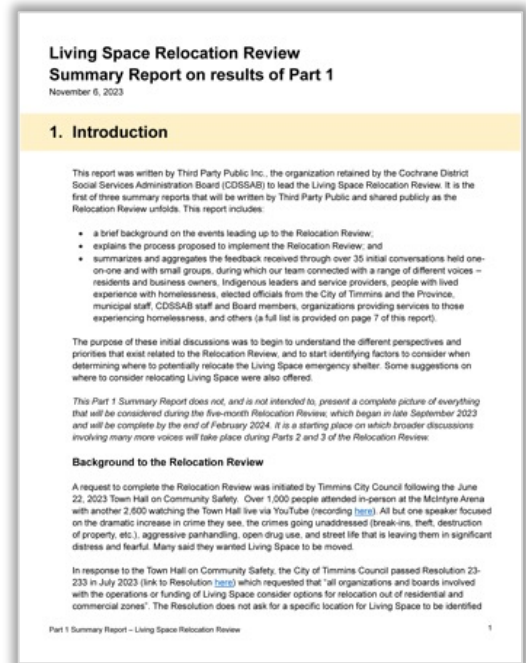 Living Space Relocation Review
Summary Report on results of Part 1
November 6, 2023
1. Introduction
This report was written by Third Party Public Inc., the organization retained by the Cochrane District
Social Services Administration Board (CDSSAB) to lead the Living Space Relocation Review. It is the
first of three summary reports that will be written by Third Party Public and shared publicly as the
Relocation Review unfolds. This report includes:
• a brief background on the events leading up to the Relocation Review;
• explains the process proposed to implement the Relocation Review; and
• summarizes and aggregates the feedback received through over 35 initial conversations held one-
on-one and with small groups, during which our team connected with a range of different voices –
residents and business owners, Indigenous leaders and service providers, people with lived
experience with homelessness, elected officials from the City of Timmins and the Province,
municipal staff, CDSSAB staff and Board members, organizations providing services to those
experiencing homelessness, and others (a full list is provided on page 7 of this report).
The purpose of these initial discussions was to begin to understand the different perspectives and
priorities that exist related to the Relocation Review, and to start identifying factors to consider when
determining where to potentially relocate the Living Space emergency shelter. Some suggestions on
where to consider relocating Living Space were also offered.
This Part 1 Summary Report does not, and is not intended to, present a complete picture of everything
that will be considered during the five-month Relocation Review, which began in late September 2023
and will be complete by the end of February 2024. It is a starting place on which broader discussions
involving many more voices will take place during Parts 2 and 3 of the Relocation Review.
Background to the Relocation Review
A request to complete the Relocation Review was initiated by Timmins City Council following the June
22, 2023 Town Hall on Community Safety. Over 1,000 people attended in-person at the McIntyre Arena
with another 2,600 watching the Town Hall live via YouTube (recording here). All but one speaker focused
on the dramatic increase in crime they see, the crimes going unaddressed (break-ins, theft, destruction
of property, etc.), aggressive panhandling, open drug use, and street life that is leaving them in significant
distress and fearful. Many said they wanted Living Space to be moved.
In response to the Town Hall on Community Safety, the City of Timmins Council passed Resolution 23-
233 in July 2023 (link to Resolution here) which requested that “all organizations and boards involved
with the operations or funding of Living Space consider options for relocation out of residential and
commercial zones”. The Resolution does not ask for a specific location for Living Space to be identified
Part 1 Summary Report – Living Space Relocation Review
1